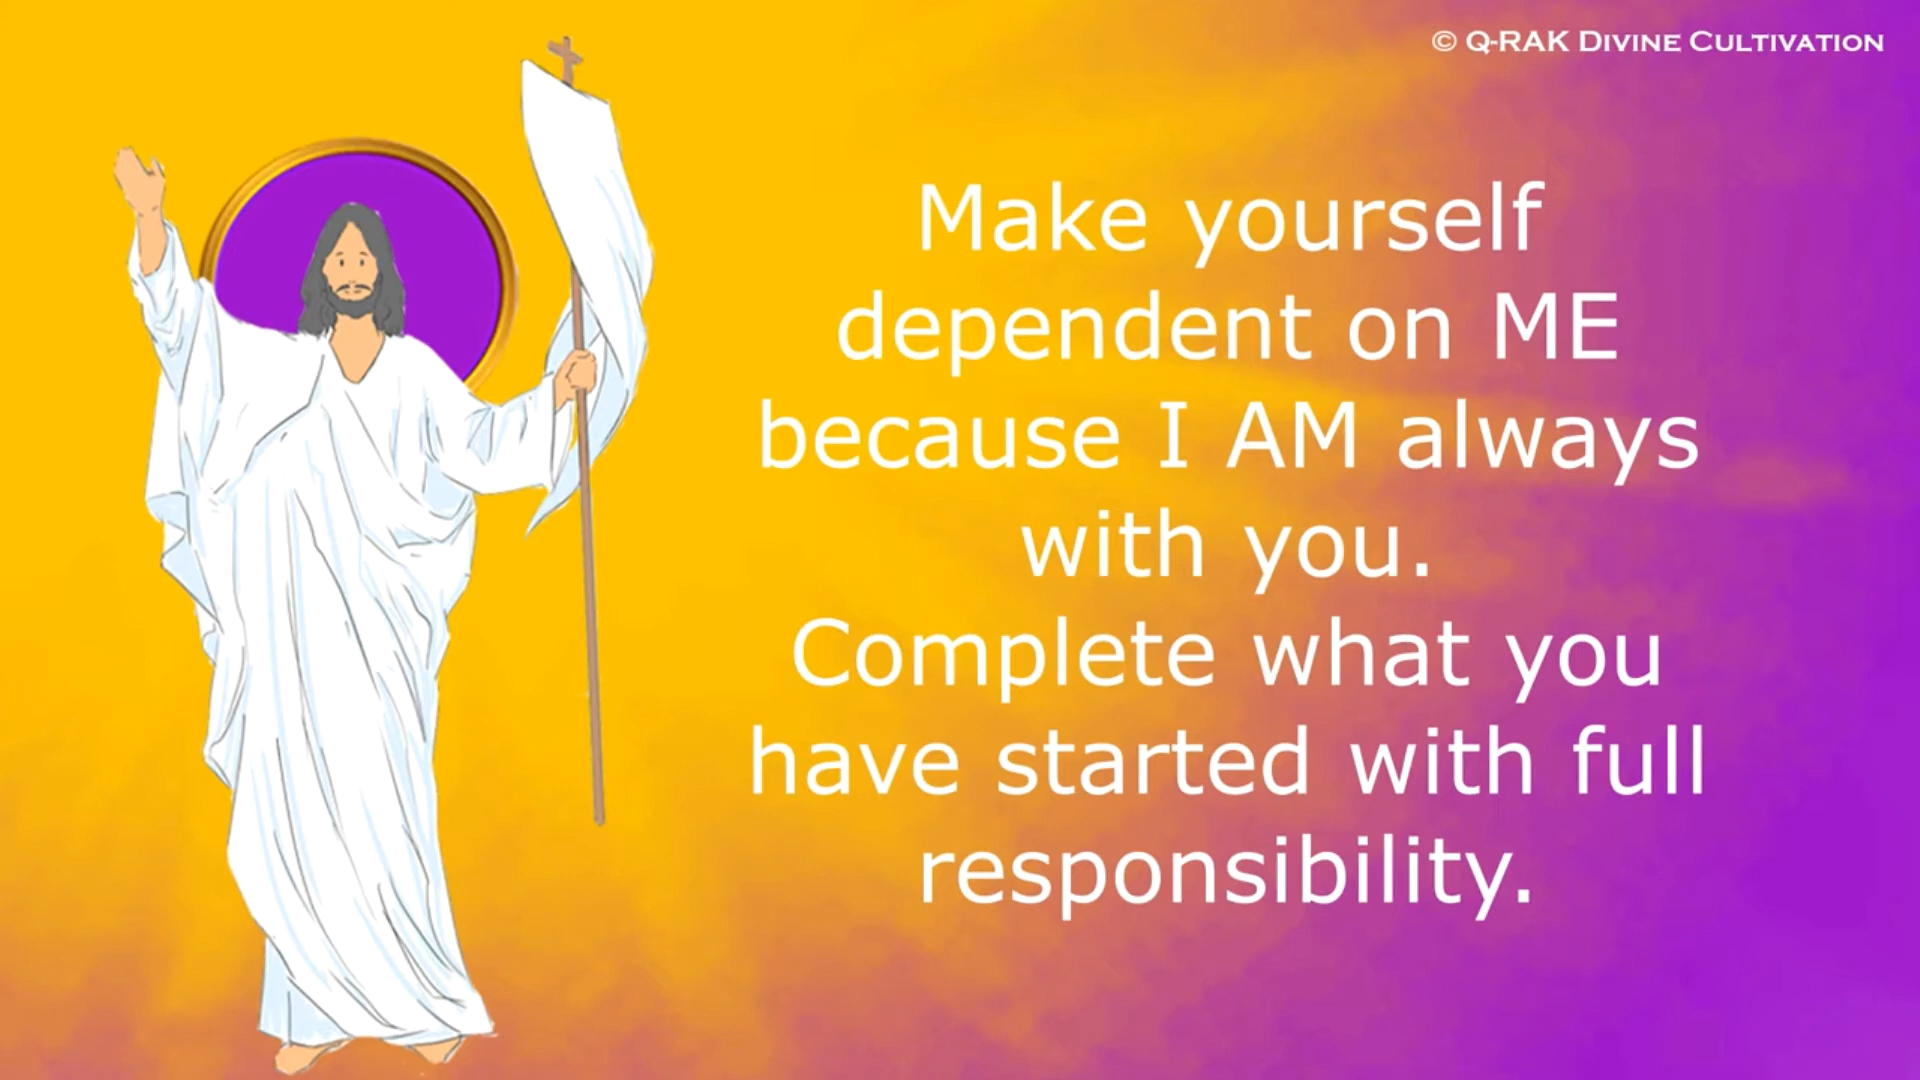 © Q-RAK DIVINE CULTIVATION
Make yourself
dependent on ME
because I AM always
with you.
Complete what you
have started with full
responsibility.